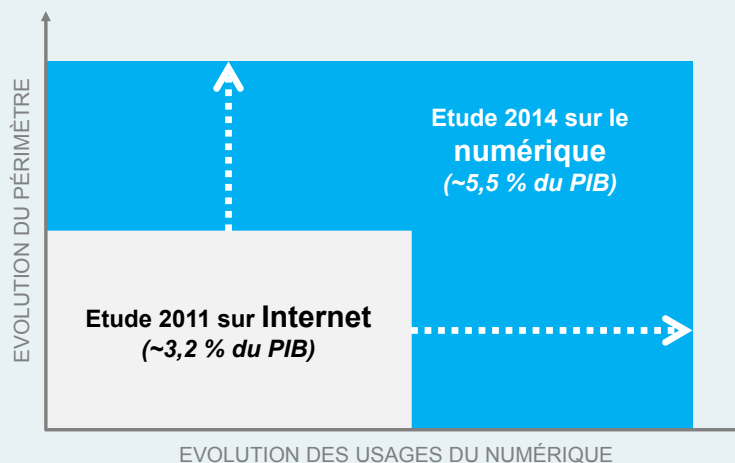 EVOLUTION DU PÉRIMÈTRE
Etude 2014 sur le
numérique
(~5,5 % du PIB)
Etude 2011 sur Internet
(~3,2 % du PIB)
EVOLUTION DES USAGES DU NUMÉRIQUE